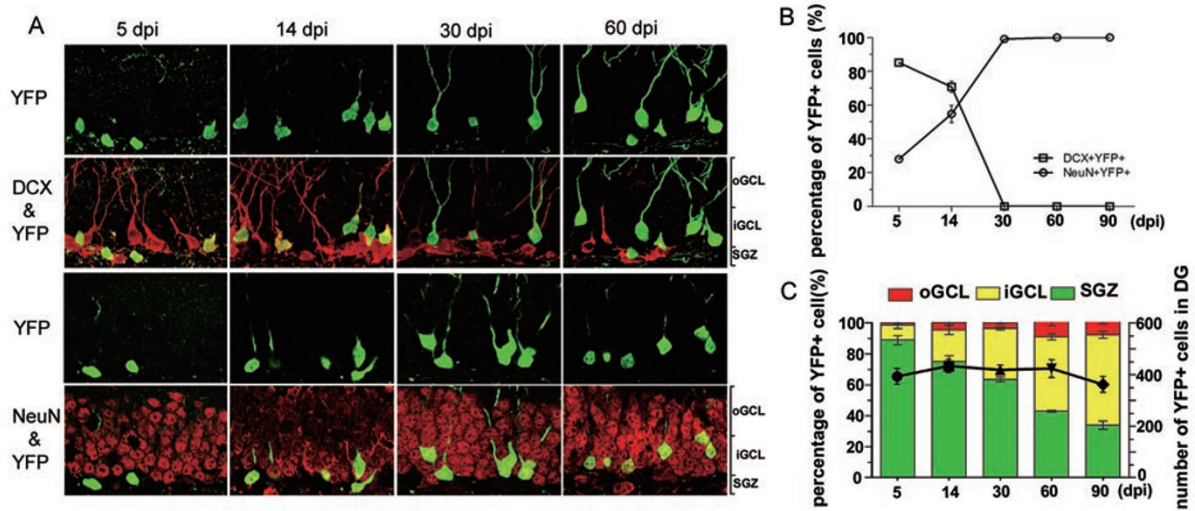 A
5 dpi 14 dpi 30 dpi 60 dpi
YFP
DCX
&
YFP
oGCL
iGCL
SGZ
YFP
NeuN
&
YFP
oGCL
iGCL
SGZ
B
percentage of YFP+ cells (%)
100
80
60
40
20
0
DCX+YFP+
NeuN+YFP+
5 14 30 60 90 (dpi)
C
oGCL iGCL SGZ
percentage of YFP+ cell(%)
100
80
60
40
20
0
600
400
200
0
number of YFP+ cells in DG
5 14 30 60 90 (dpi)